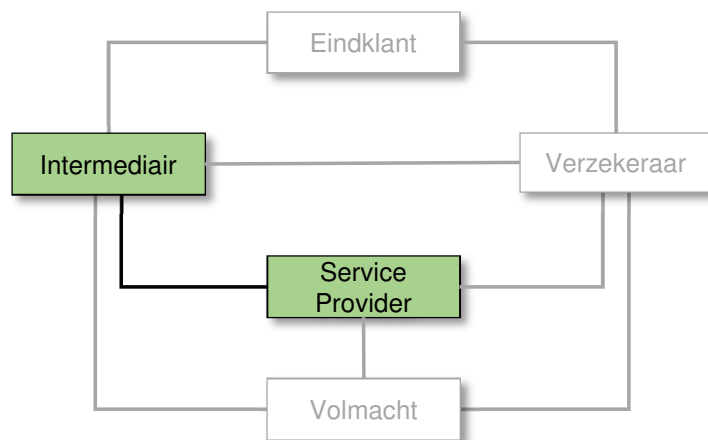 Eindklant
Intermediair
Verzekeraar
Service
Provider
Volmacht